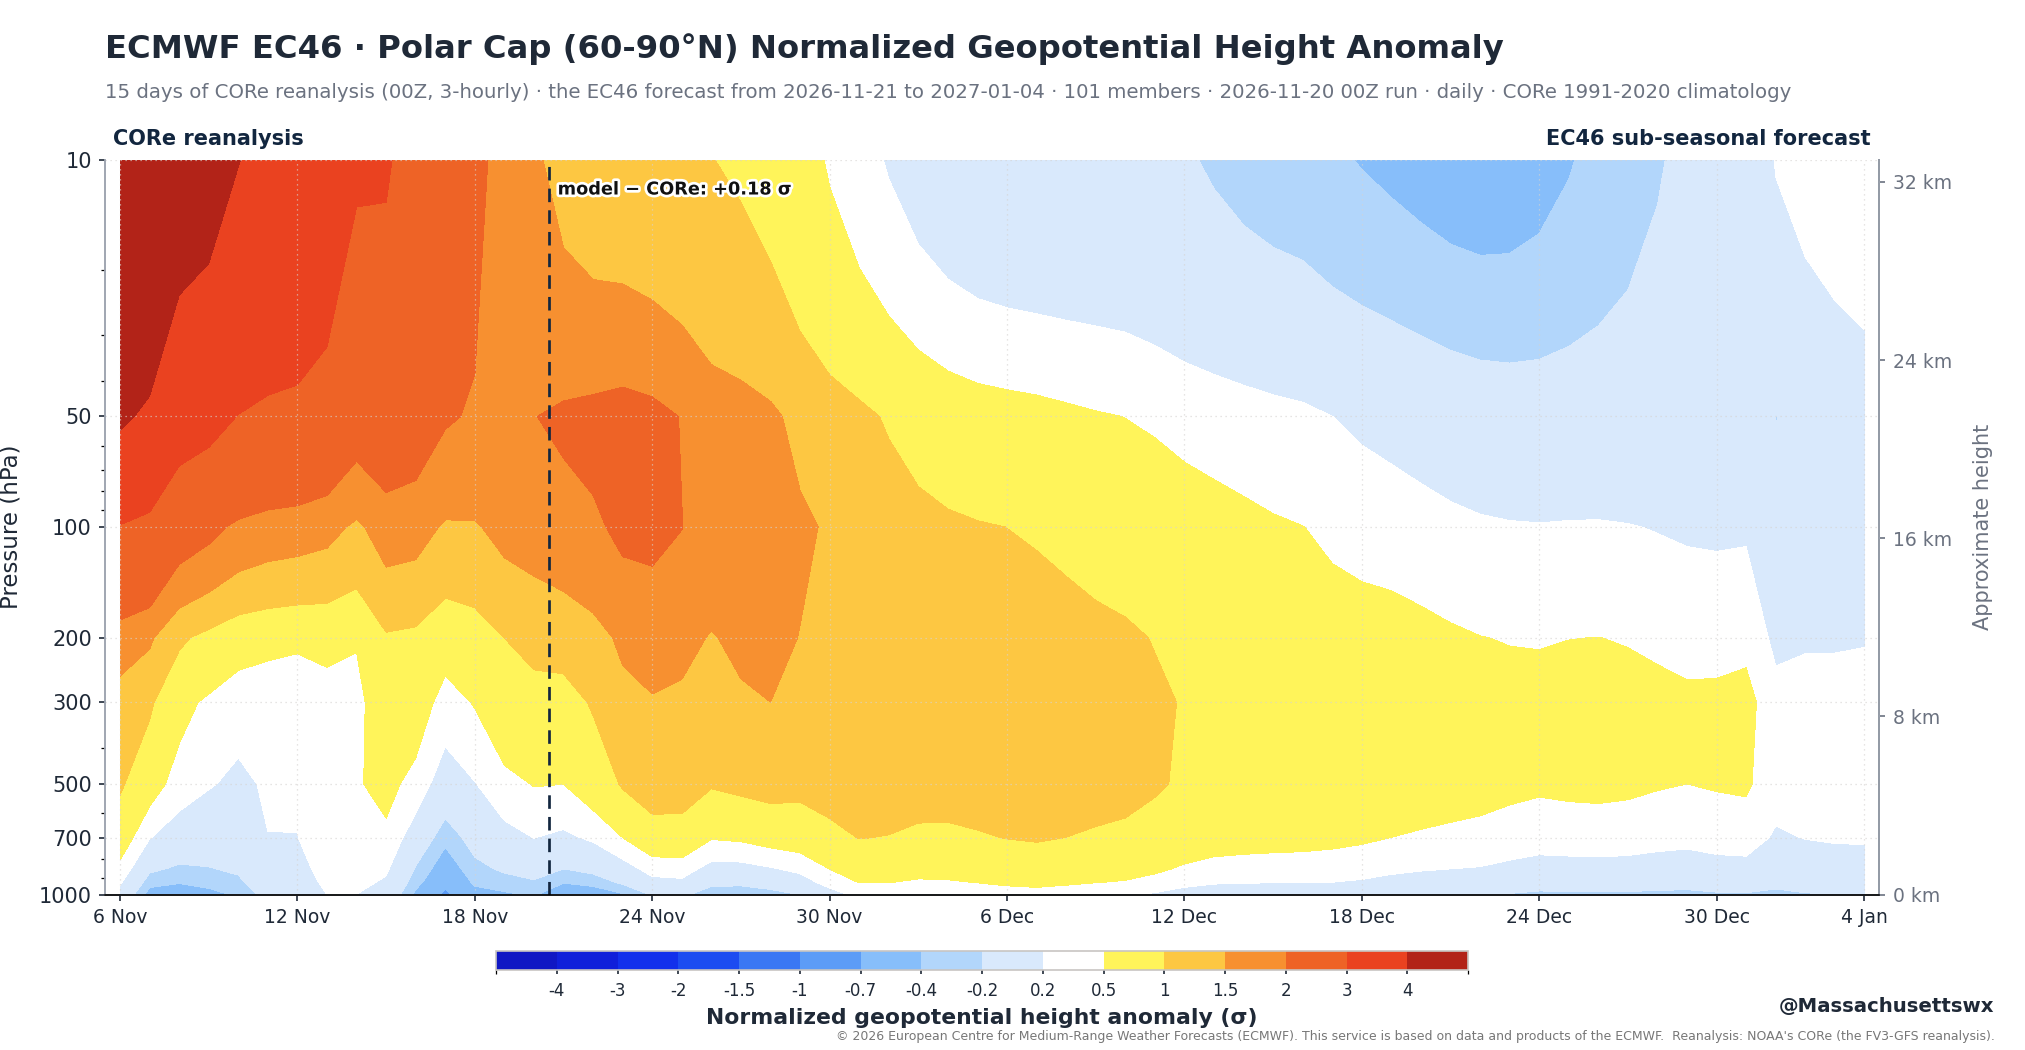 ECMWF EC46 · Polar Cap (60-90°N) Normalized Geopotential Height Anomaly
15 days of CORe reanalysis (00Z, 3-hourly) · the EC46 forecast from 2026-11-21 to 2027-01-04 · 101 members · 2026-11-20 00Z run · daily · CORe 1991-2020 climatology
CORe reanalysis
EC46 sub-seasonal forecast
model − CORe: +0.18 σ
Pressure (hPa)
10
50
100
200
300
500
700
1000
32 km
24 km
16 km
8 km
0 km
Approximate height
6 Nov 12 Nov 18 Nov 24 Nov 30 Nov 6 Dec 12 Dec 18 Dec 24 Dec 30 Dec 4 Jan
-4 -3 -2 -1.5 -1 -0.7 -0.4 -0.2 0.2 0.5 1 1.5 2 3 4
Normalized geopotential height anomaly (σ)
@Massachusettswx
© 2026 European Centre for Medium-Range Weather Forecasts (ECMWF). This service is based on data and products of the ECMWF. Reanalysis: NOAA's CORe (the FV3-GFS reanalysis).